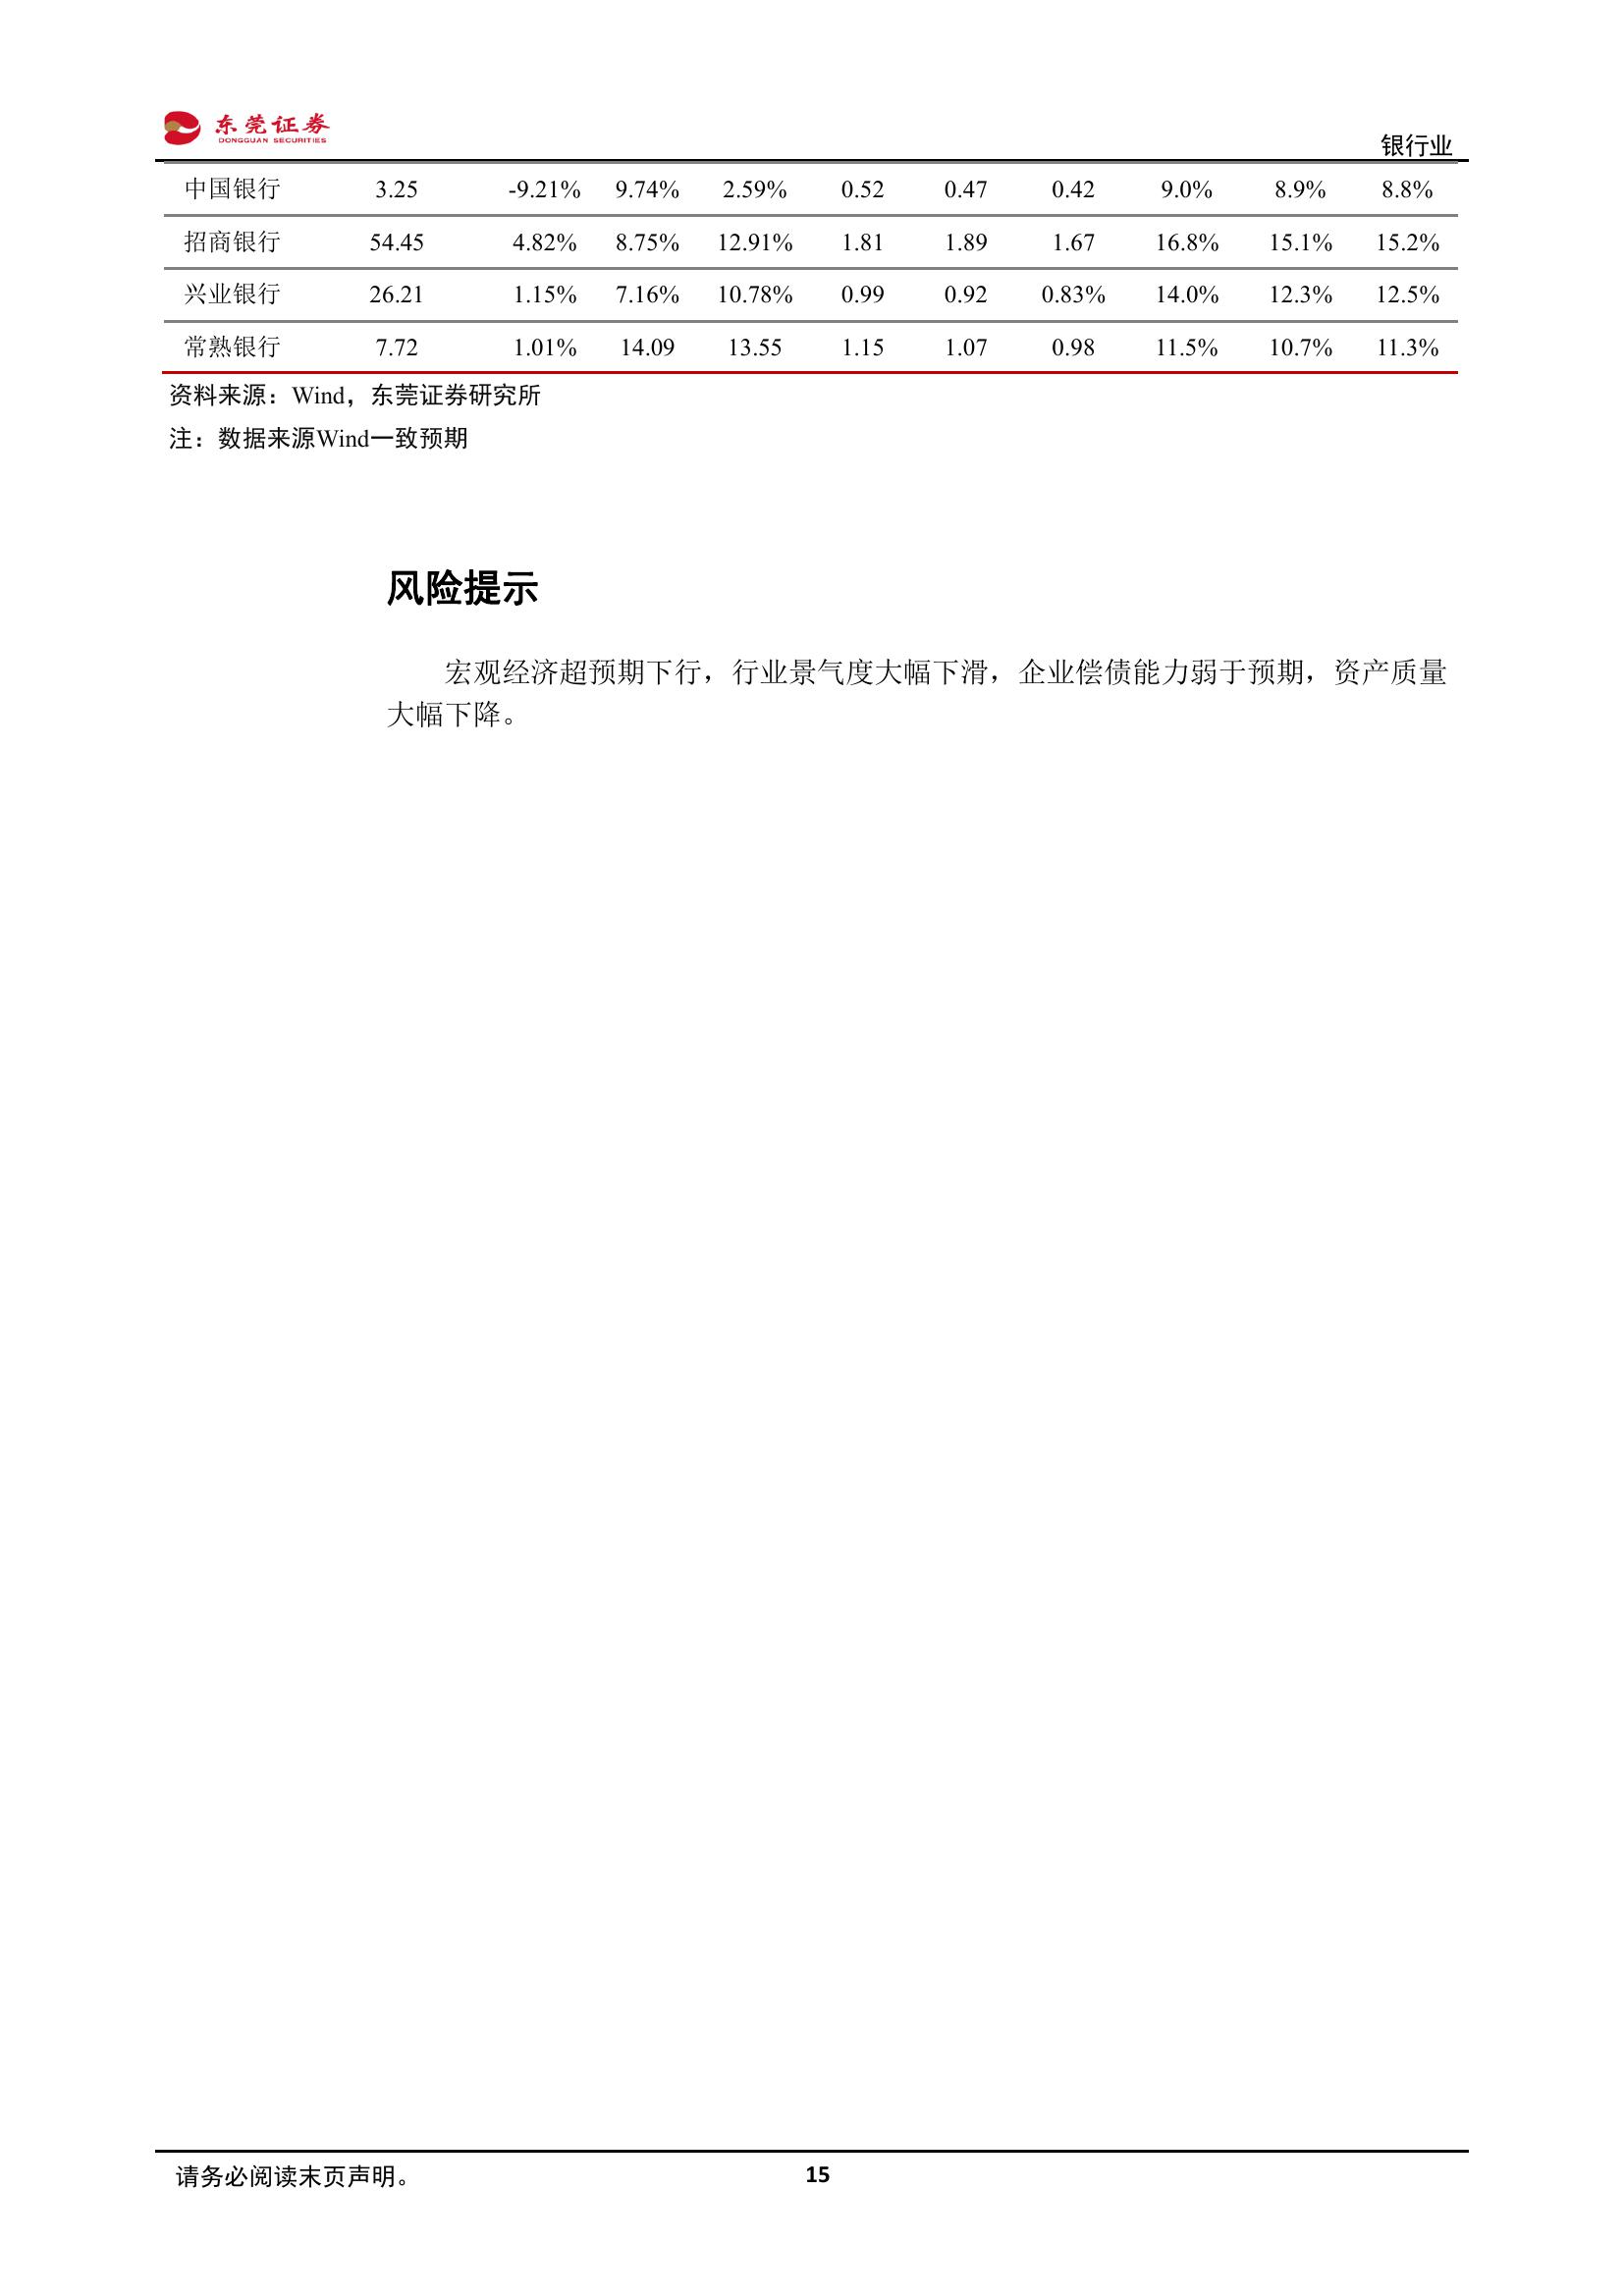 东莞证券
DONGGUAN SECURITIES
银行业
中国银行 3.25 -9.21% 9.74% 2.59% 0.52 0.47 0.42 9.0% 8.9% 8.8%
招商银行 54.45 4.82% 8.75% 12.91% 1.81 1.89 1.67 16.8% 15.1% 15.2%
兴业银行 26.21 1.15% 7.16% 10.78% 0.99 0.92 0.83% 14.0% 12.3% 12.5%
常熟银行 7.72 1.01% 14.09 13.55 1.15 1.07 0.98 11.5% 10.7% 11.3%
资料来源：Wind，东莞证券研究所
注：数据来源Wind一致预期
风险提示
宏观经济超预期下行，行业景气度大幅下滑，企业偿债能力弱于预期，资产质量
大幅下降。
请务必阅读末页声明。 15